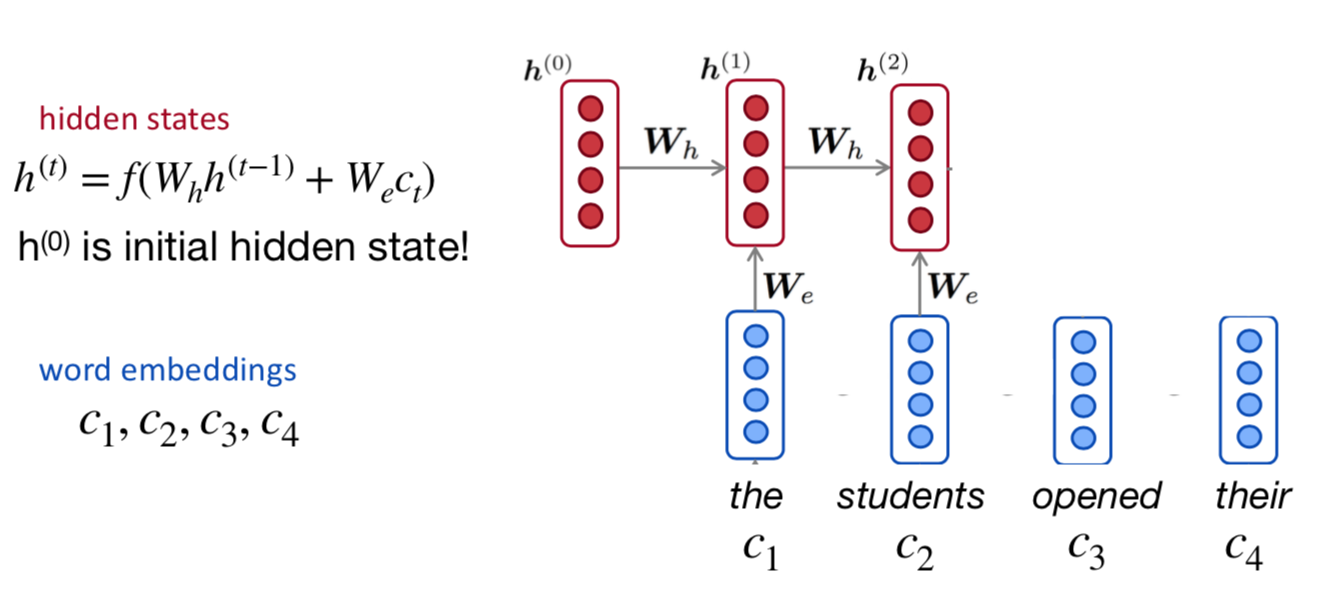 hidden states
h^(t) = f(W_h h^(t−1) + W_e c_t)
h(0) is initial hidden state!
word embeddings
c_1, c_2, c_3, c_4
h^(0) h^(1) h^(2)
W_h W_h
W_e W_e
the students opened their
c_1 c_2 c_3 c_4